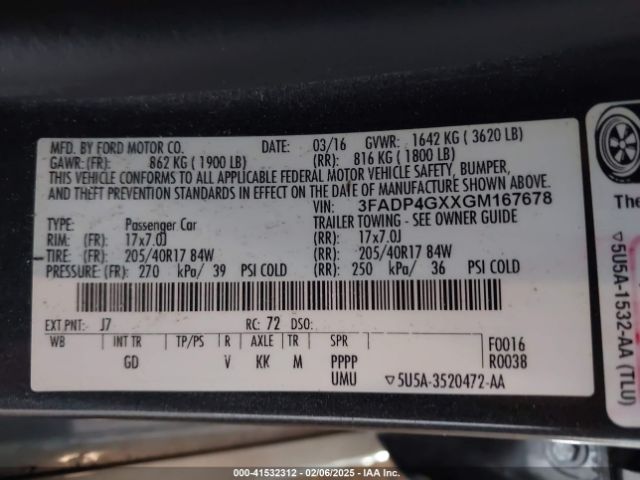 MFD. BY FORD MOTOR CO. DATE: 03/16 GVWR: 1642 KG ( 3620 LB)
GAWR: (FR): 862 KG ( 1900 LB) (RR): 816 KG ( 1800 LB)
THIS VEHICLE CONFORMS TO ALL APPLICABLE FEDERAL MOTOR VEHICLE SAFETY, BUMPER,
AND THEFT PREVENTION STANDARDS IN EFFECT ON THE DATE OF MANUFACTURE SHOWN ABOVE.
VIN: 3FADP4GXXGM167678
TYPE: Passenger Car TRAILER TOWING - SEE OWNER GUIDE
RIM: (FR): 17x7.0J (RR): 17x7.0J
TIRE: (FR): 205/40R17 84W (RR): 205/40R17 84W
PRESSURE (FR): 270 kPa/ 39 PSI COLD (RR): 250 kPa/ 36 PSI COLD
EXT PNT: J7 RC: 72 DSO:
WB INT TR TP/PS R AXLE TR SPR F0016
GD V KK M PPPP R0038
UMU ▽5U5A-3520472-AA
The
▽5U5A-1532-AA (TLU)
000-41532312 | 02/06/2025 | IAA Inc.